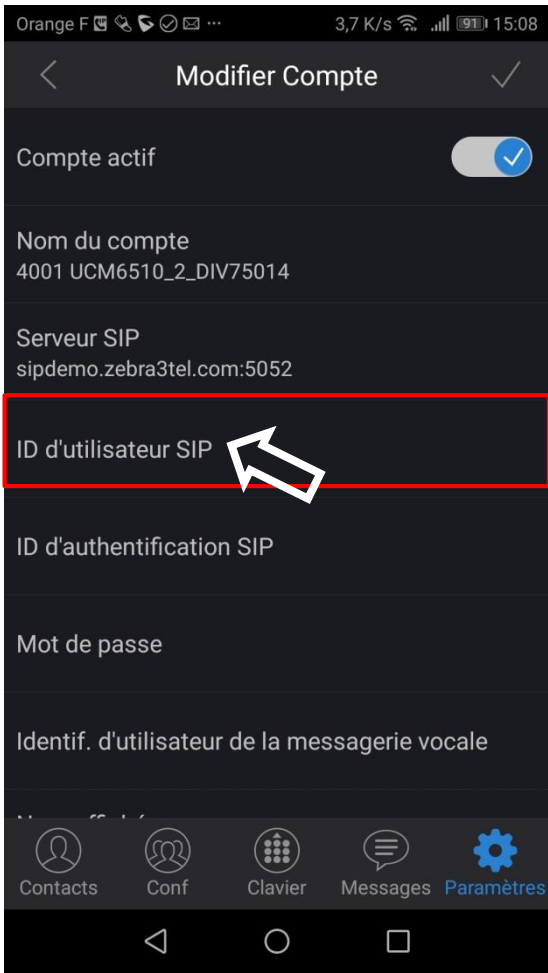 Orange F ... 3,7 K/s 91 15:08
Modifier Compte
Compte actif
Nom du compte
4001 UCM6510_2_DIV75014
Serveur SIP
sipdemo.zebra3tel.com:5052
ID d'utilisateur SIP
ID d'authentification SIP
Mot de passe
Identif. d'utilisateur de la messagerie vocale
Contacts Conf Clavier Messages Paramètres